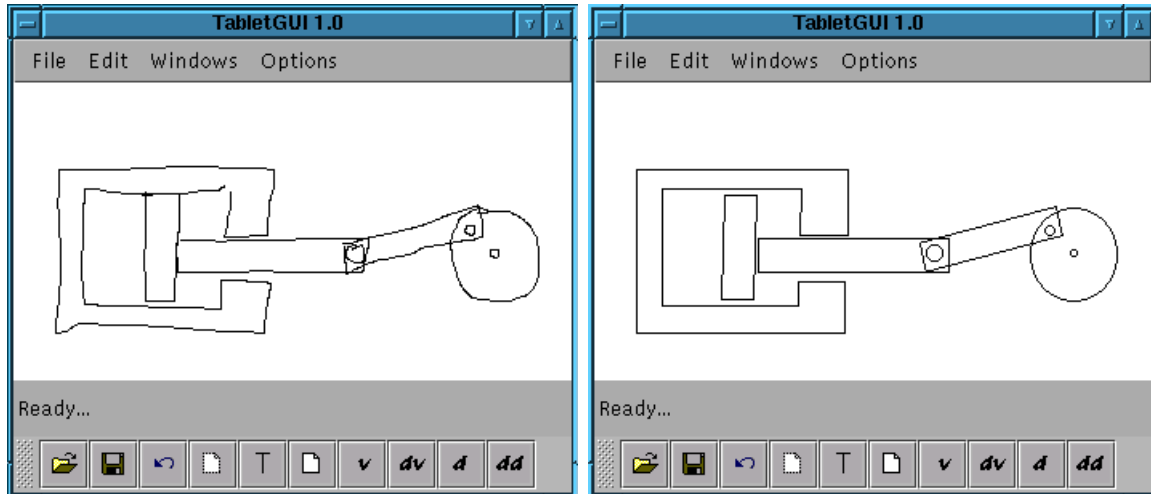 TabletGUI 1.0
File Edit Windows Options
Ready...
T v dv d dd
TabletGUI 1.0
File Edit Windows Options
Ready...
T v dv d dd